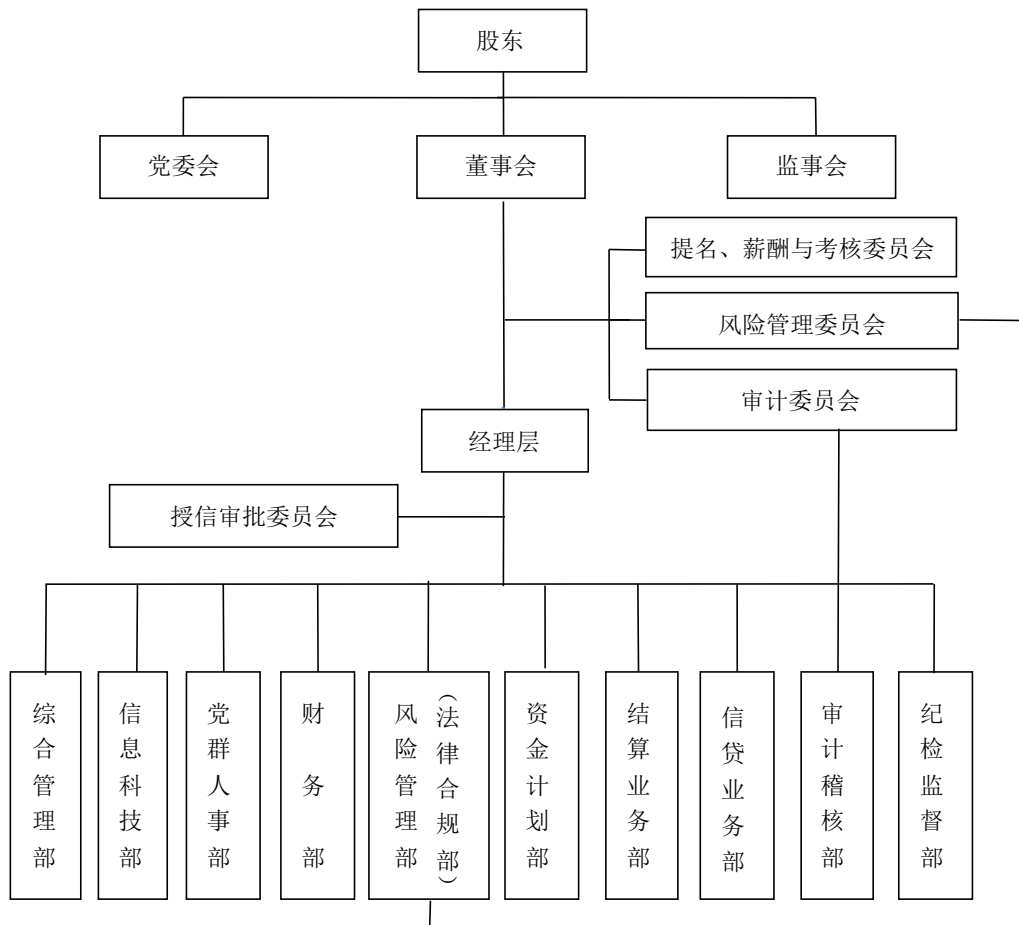 股东
党委会
董事会
监事会
提名、薪酬与考核委员会
风险管理委员会
审计委员会
经理层
授信审批委员会
综合管理部
信息科技部
党群人事部
财务部
风险管理部
（法律合规部）
资金计划部
结算业务部
信贷业务部
审计稽核部
纪检监督部